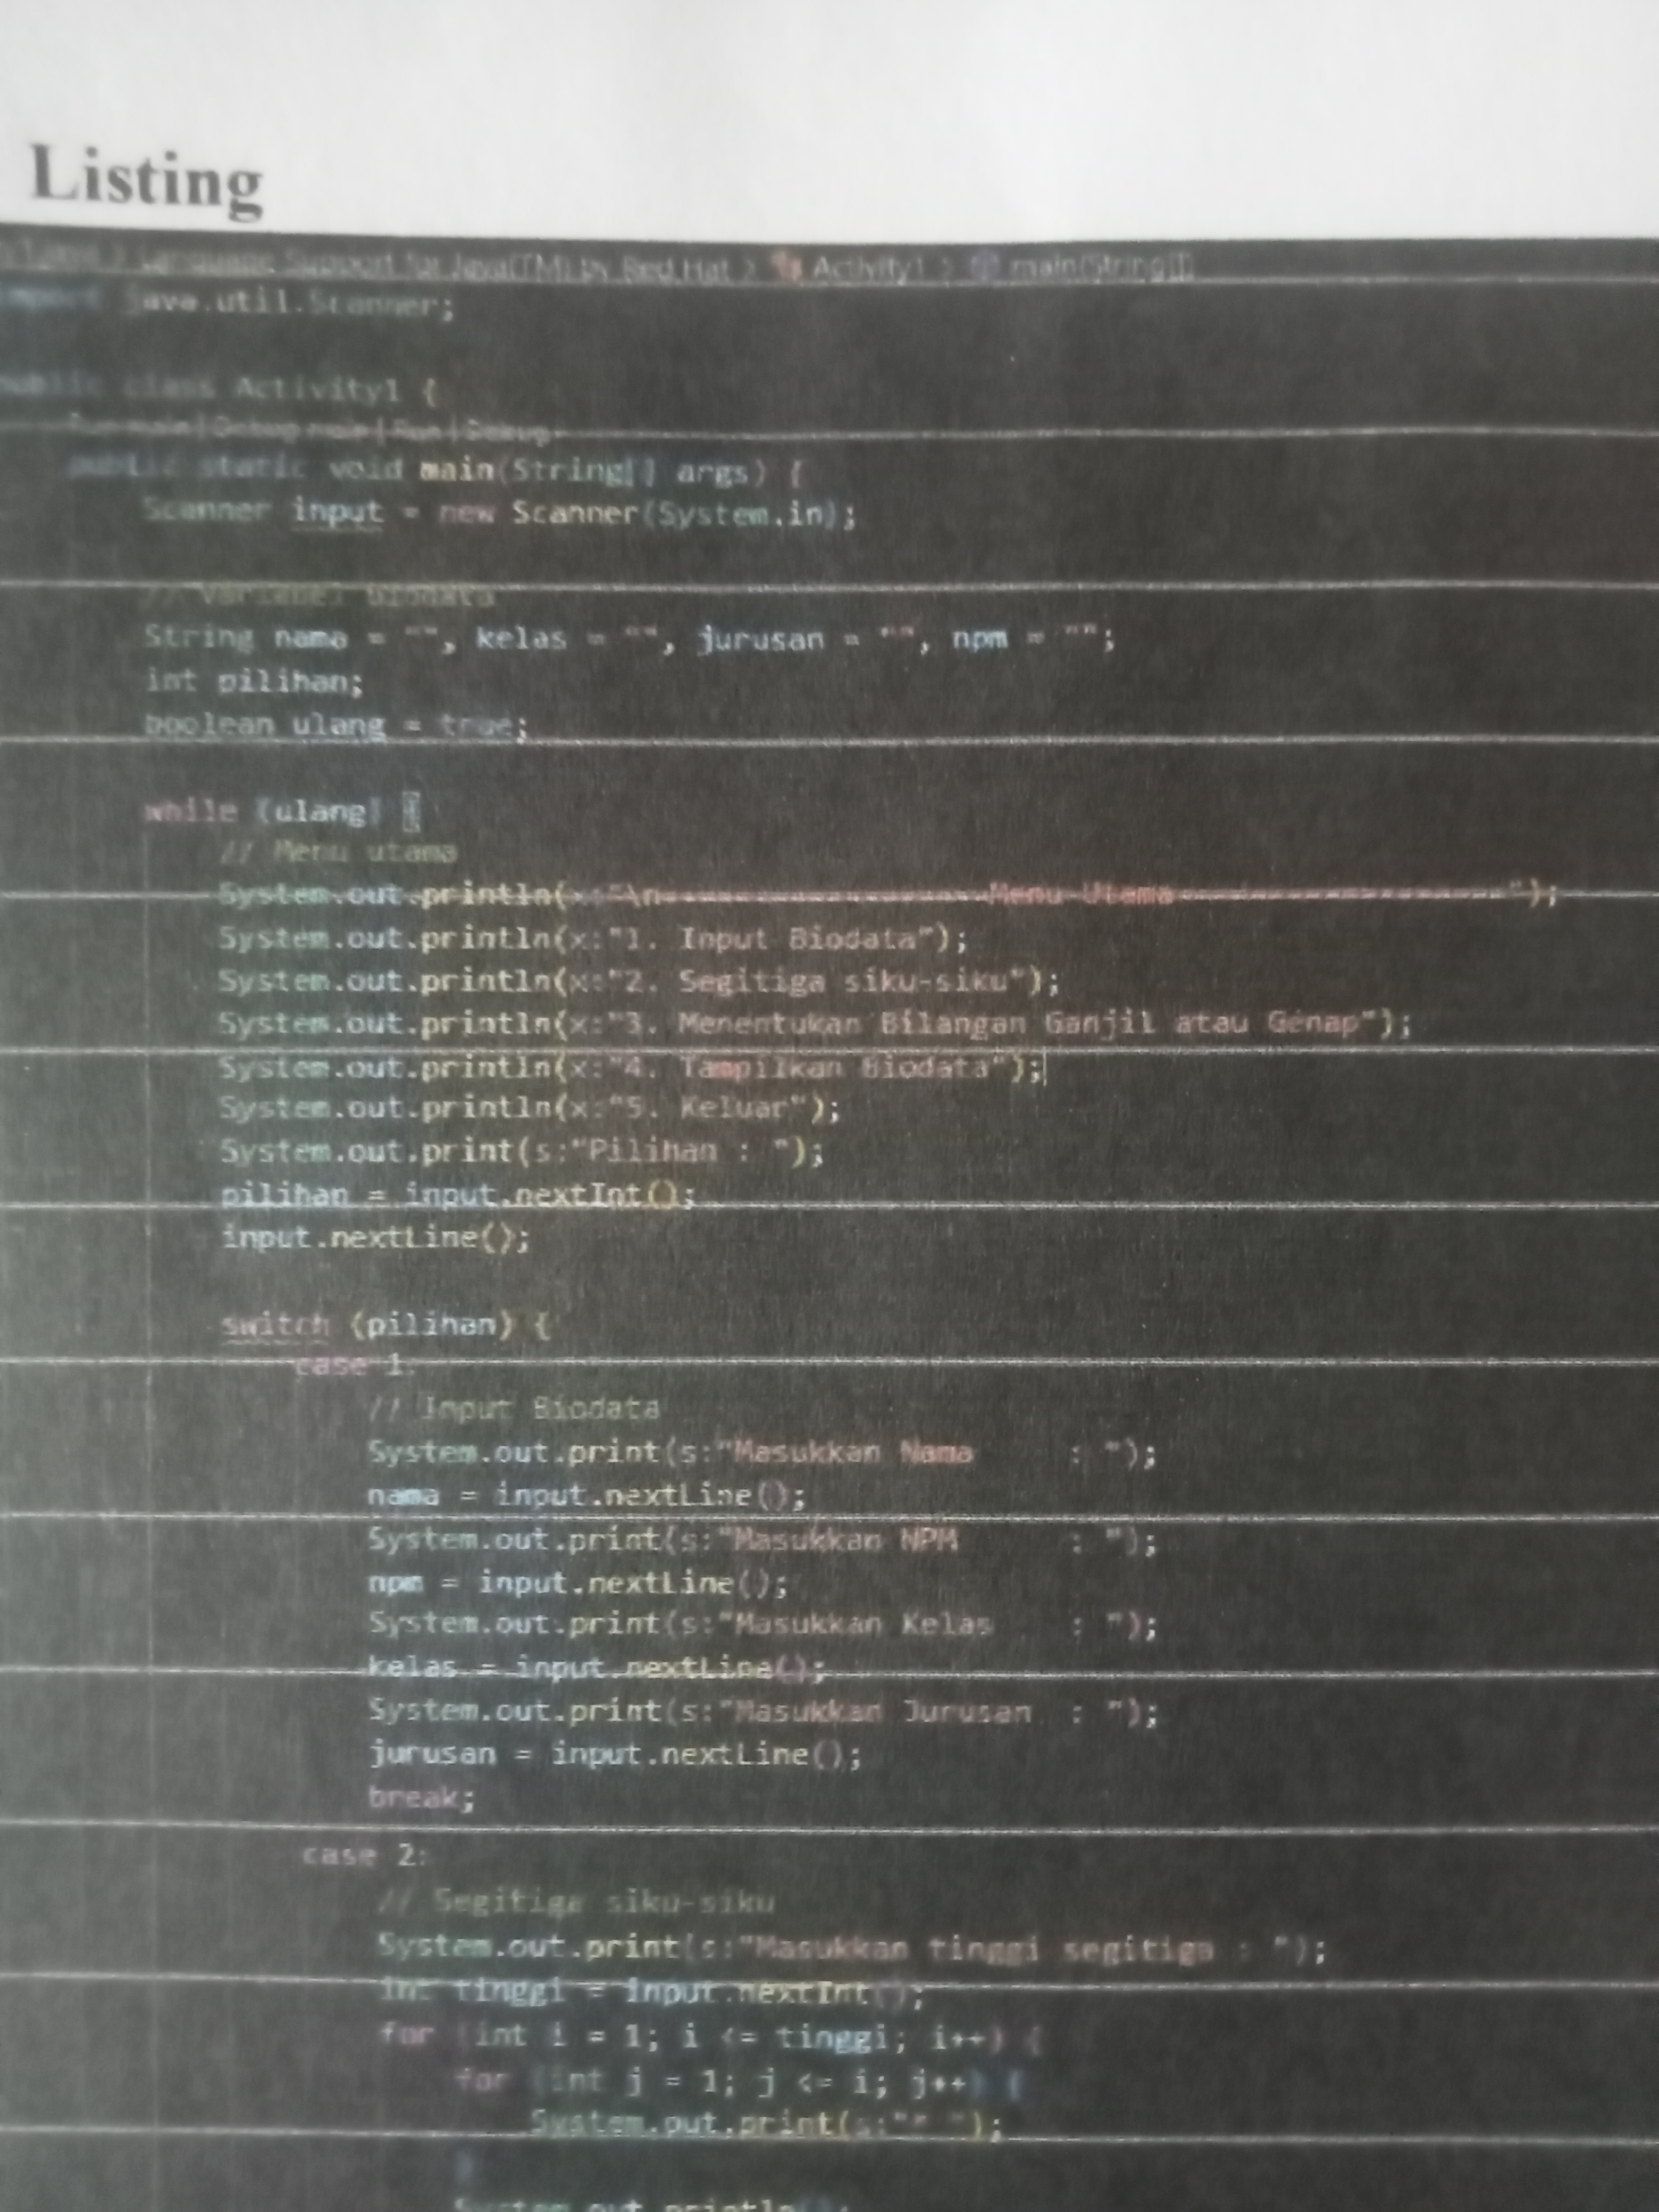 Listing
Support for Java(TM) by Red Hat > Activity1 > main(String[])
import java.util.Scanner;
public class Activity1 {
Run main | Debug main | Run | Debug
public static void main(String[] args) {
Scanner input = new Scanner(System.in);
// Variabel Biodata
String nama = "", kelas = "", jurusan = "", npm = "";
int pilihan;
boolean ulang = true;
while (ulang) {
// Menu utama
System.out.println(x:"\n Menu Utama ");
System.out.println(x:"1. Input Biodata");
System.out.println(x:"2. Segitiga siku-siku");
System.out.println(x:"3. Menentukan Bilangan Ganjil atau Genap");
System.out.println(x:"4. Tampilkan Biodata");
System.out.println(x:"5. Keluar");
System.out.print(s:"Pilihan : ");
pilihan = input.nextInt();
input.nextLine();
switch (pilihan) {
case 1:
// Input Biodata
System.out.print(s:"Masukkan Nama : ");
nama = input.nextLine();
System.out.print(s:"Masukkan NPM : ");
npm = input.nextLine();
System.out.print(s:"Masukkan Kelas : ");
kelas = input.nextLine();
System.out.print(s:"Masukkan Jurusan : ");
jurusan = input.nextLine();
break;
case 2:
// Segitiga siku-siku
System.out.print(s:"Masukkan tinggi segitiga : ");
int tinggi = input.nextInt();
for (int i = 1; i <= tinggi; i++) {
for (int j = 1; j <= i; j++) {
System.out.print(s:"* ");
}
System.out.println();